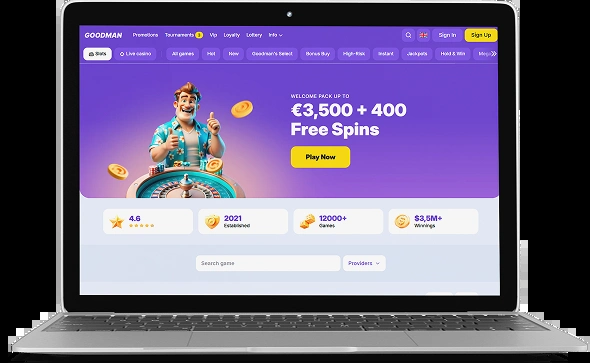 GOODMAN Promotions Tournaments 3 Vip Loyalty Lottery Info Sign In Sign Up
Slots Live casino All games Hot New Goodman's Select Bonus Buy High-Risk Instant Jackpots Hold & Win Mega
WELCOME PACK UP TO
€3,500 + 400
Free Spins
Play Now
4.6 2021 12000+ $3,5M+
Established Games Winnings
Search game Providers